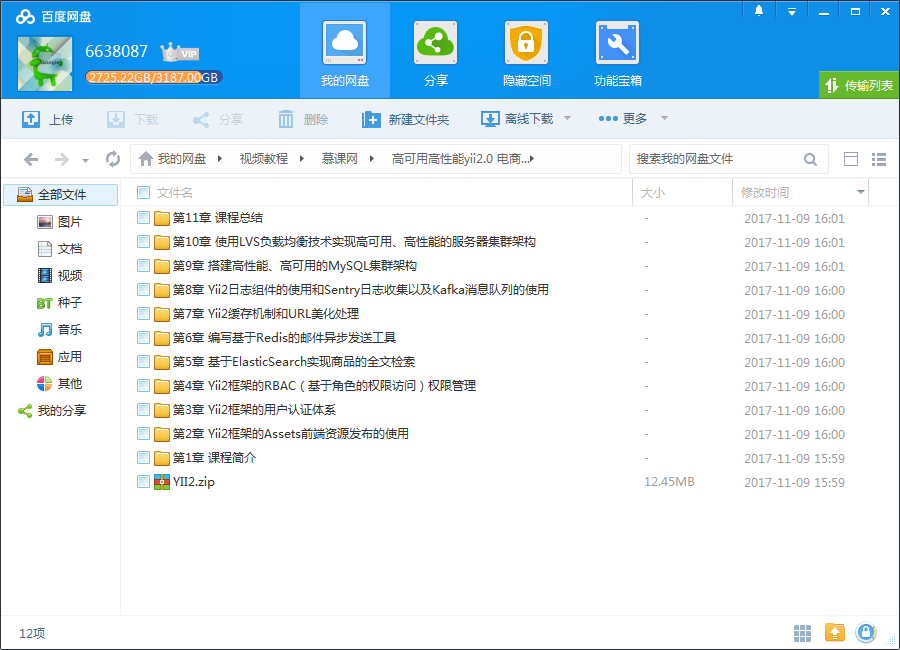 百度网盘
6638087 VIP
2725.22GB/3187.00GB
我的网盘 分享 隐藏空间 功能宝箱
传输列表
上传 下载 分享 删除 新建文件夹 离线下载 更多
我的网盘 视频教程 慕课网 高可用高性能yii2.0 电商... 搜索我的网盘文件
全部文件
图片
文档
视频
BT 种子
音乐
应用
其他
我的分享
文件名 大小 修改时间
第11章 课程总结 - 2017-11-09 16:01
第10章 使用LVS负载均衡技术实现高可用、高性能的服务器集群架构 - 2017-11-09 16:01
第9章 搭建高性能、高可用的MySQL集群架构 - 2017-11-09 16:01
第8章 Yii2日志组件的使用和Sentry日志收集以及Kafka消息队列的使用 - 2017-11-09 16:00
第7章 Yii2缓存机制和URL美化处理 - 2017-11-09 16:00
第6章 编写基于Redis的邮件异步发送工具 - 2017-11-09 16:00
第5章 基于ElasticSearch实现商品的全文检索 - 2017-11-09 16:00
第4章 Yii2框架的RBAC（基于角色的权限访问）权限管理 - 2017-11-09 16:00
第3章 Yii2框架的用户认证体系 - 2017-11-09 16:00
第2章 Yii2框架的Assets前端资源发布的使用 - 2017-11-09 16:00
第1章 课程简介 - 2017-11-09 15:59
YII2.zip 12.45MB 2017-11-09 15:59
12项